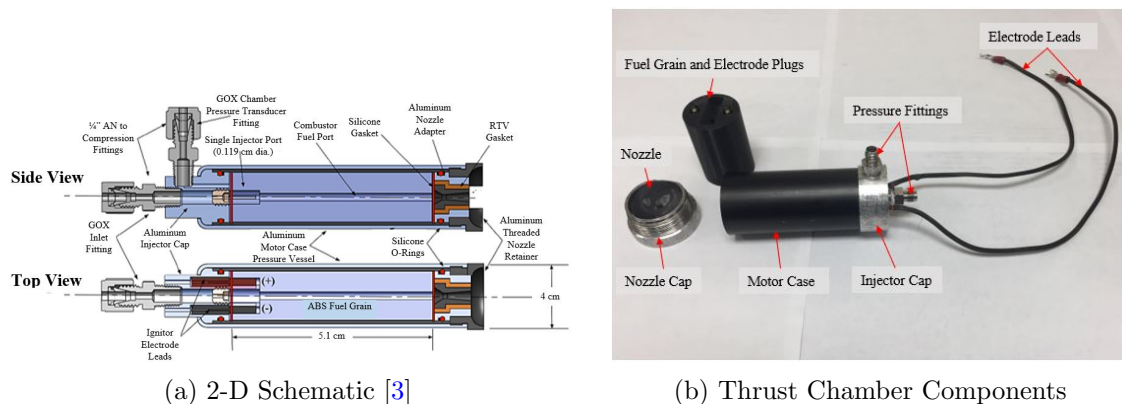 GOX Chamber
Pressure Transducer
Fitting
¼" AN to
Compression
Fittings
Single Injector Port
(0.119 cm dia.)
Combustor
Fuel Port
Silicone
Gasket
Aluminum
Nozzle
Adapter
RTV
Gasket
Side View
GOX
Inlet
Fitting
Aluminum
Injector Cap
Aluminum
Motor Case
Pressure Vessel
Silicone
O-Rings
Aluminum
Threaded
Nozzle
Retainer
Top View
(+)
(-)
ABS Fuel Grain
4 cm
Ignitor
Electrode
Leads
5.1 cm
(a) 2-D Schematic [3]
Electrode Leads
Fuel Grain and Electrode Plugs
Pressure Fittings
Nozzle
Nozzle Cap
Motor Case
Injector Cap
(b) Thrust Chamber Components